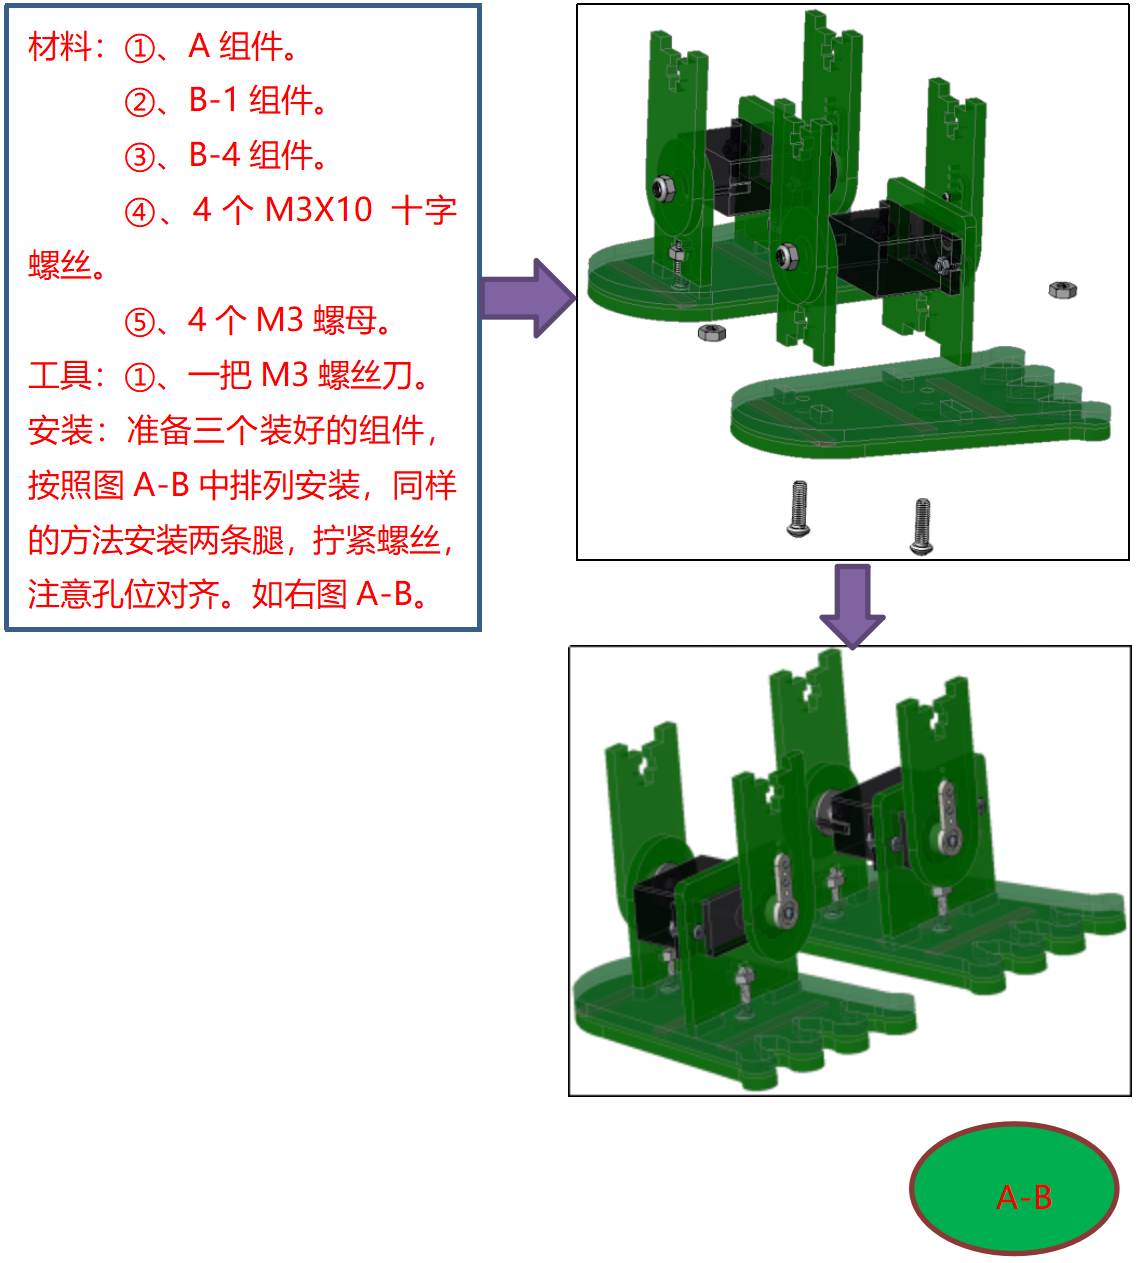 材料：①、A 组件。
②、B-1 组件。
③、B-4 组件。
④、4 个 M3X10 十字
螺丝。
⑤、4 个 M3 螺母。
工具：①、一把 M3 螺丝刀。
安装：准备三个装好的组件，
按照图 A-B 中排列安装，同样
的方法安装两条腿，拧紧螺丝，
注意孔位对齐。如右图 A-B。
A-B